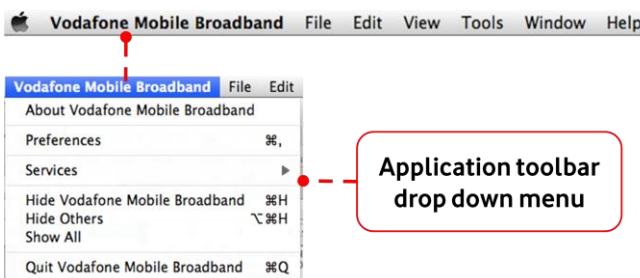 Vodafone Mobile Broadband File Edit View Tools Window Help
Vodafone Mobile Broadband File Edit
About Vodafone Mobile Broadband
Preferences ⌘,
Services ▶
Hide Vodafone Mobile Broadband ⌘H
Hide Others ⌥⌘H
Show All
Quit Vodafone Mobile Broadband ⌘Q
Application toolbar
drop down menu